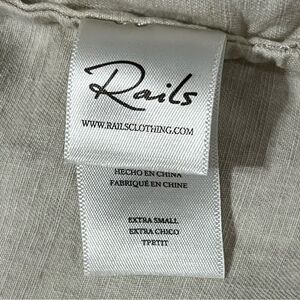 Rails
WWW.RAILSCLOTHING.COM
HECHO EN CHINA
FABRIQUÉ EN CHINE
EXTRA SMALL
EXTRA CHICO
TPETIT